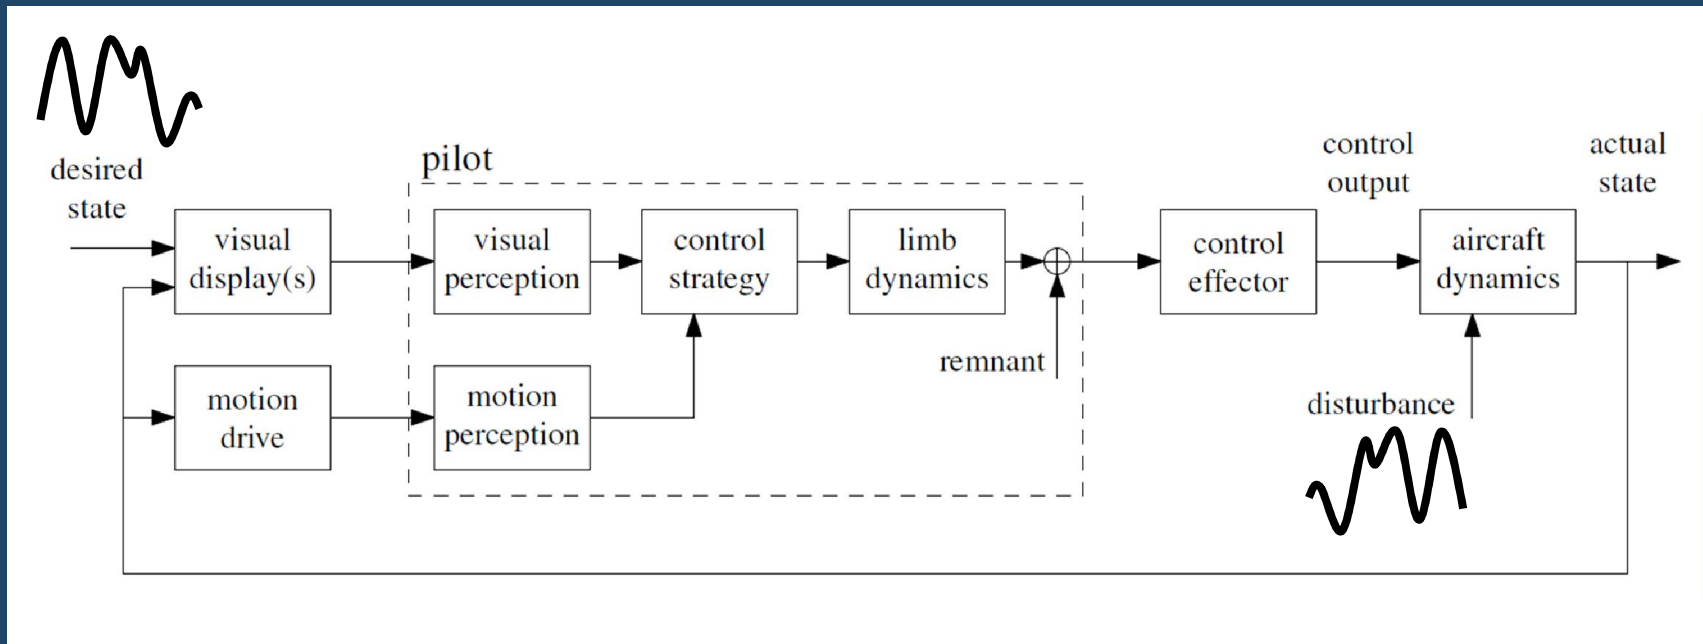 desired
state
pilot
control
output
actual
state
visual
display(s)
visual
perception
control
strategy
limb
dynamics
control
effector
aircraft
dynamics
remnant
motion
drive
motion
perception
disturbance